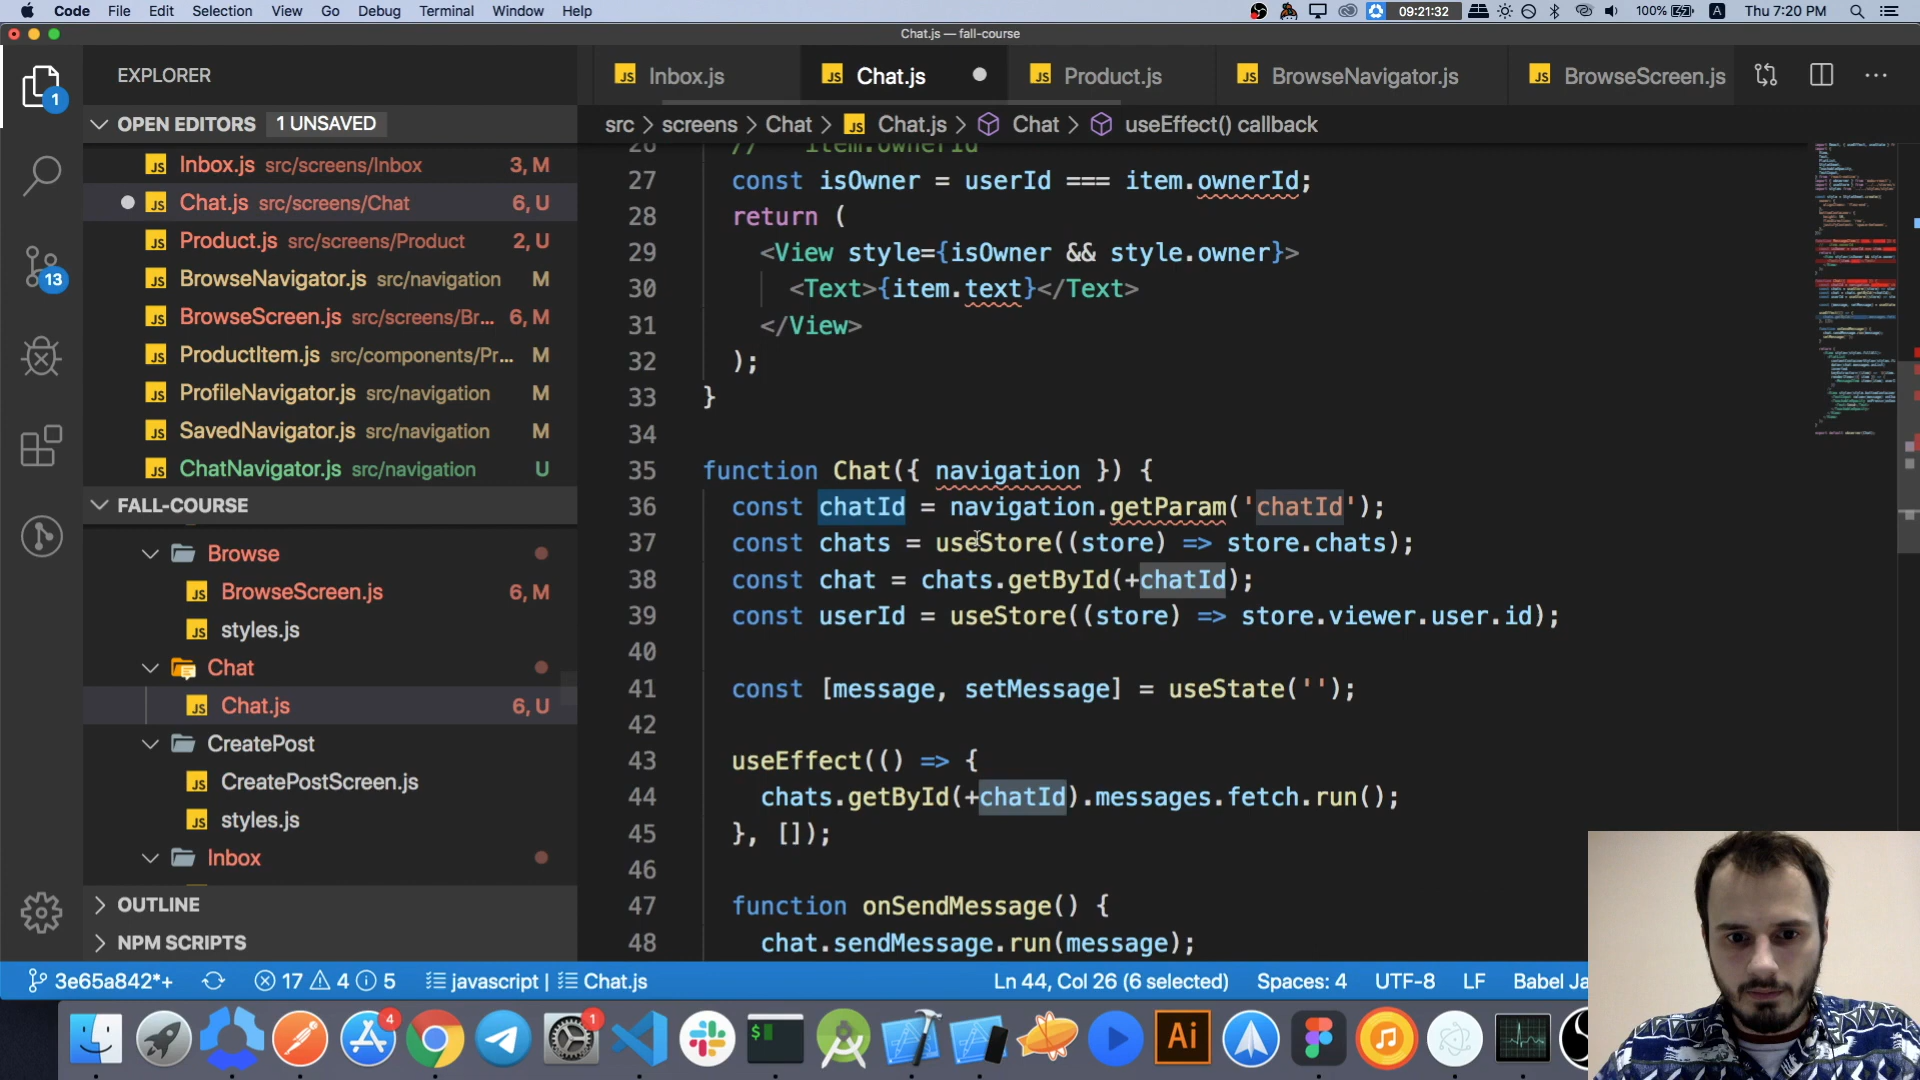 Code File Edit Selection View Go Debug Terminal Window Help 09:21:32 100% A Thu 7:20 PM
Chat.js — fall-course
EXPLORER
1
OPEN EDITORS 1 UNSAVED
Inbox.js src/screens/Inbox 3, M
Chat.js src/screens/Chat 6, U
Product.js src/screens/Product 2, U
BrowseNavigator.js src/navigation M
BrowseScreen.js src/screens/Br... 6, M
ProductItem.js src/components/Pr... M
ProfileNavigator.js src/navigation M
SavedNavigator.js src/navigation M
ChatNavigator.js src/navigation U
13
FALL-COURSE
Browse
BrowseScreen.js 6, M
styles.js
Chat
Chat.js 6, U
CreatePost
CreatePostScreen.js
styles.js
Inbox
OUTLINE
NPM SCRIPTS
Inbox.js Chat.js Product.js BrowseNavigator.js BrowseScreen.js
src > screens > Chat > Chat.js > Chat > useEffect() callback
26 // item.ownerId
27 const isOwner = userId === item.ownerId;
28 return (
29 <View style={isOwner && style.owner}>
30 <Text>{item.text}</Text>
31 </View>
32 );
33 }
34
35 function Chat({ navigation }) {
36 const chatId = navigation.getParam('chatId');
37 const chats = useStore((store) => store.chats);
38 const chat = chats.getById(+chatId);
39 const userId = useStore((store) => store.viewer.user.id);
40
41 const [message, setMessage] = useState('');
42
43 useEffect(() => {
44 chats.getById(+chatId).messages.fetch.run();
45 }, []);
46
47 function onSendMessage() {
48 chat.sendMessage.run(message);
3e65a842*+ 17 4 5 javascript | Chat.js Ln 44, Col 26 (6 selected) Spaces: 4 UTF-8 LF Babel Ja
4 1 $ Ai